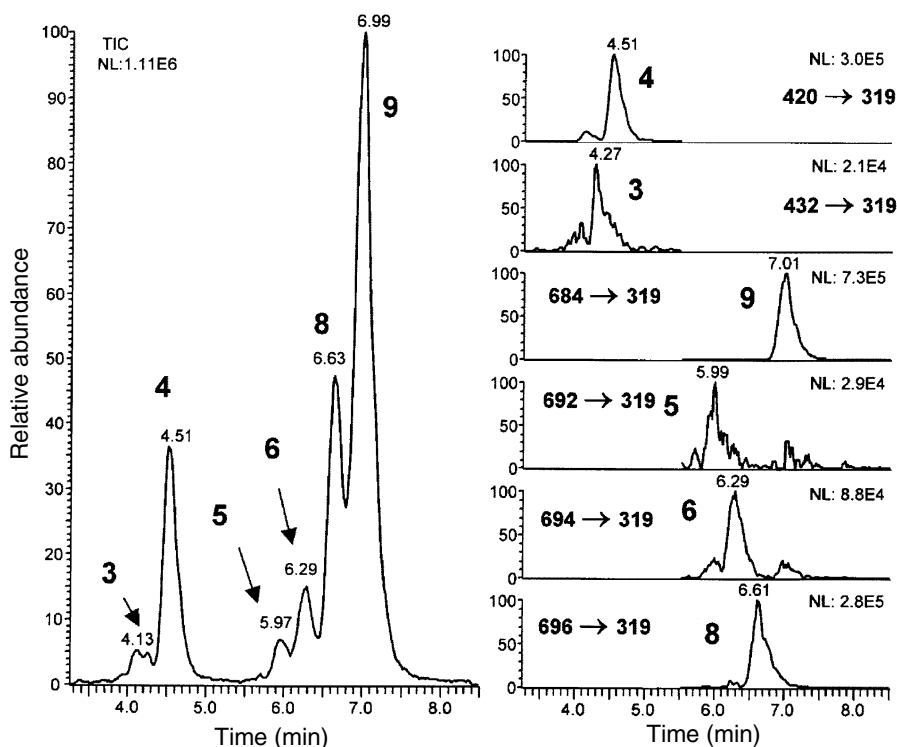 TIC
NL:1.11E6
100
90
80
70
60
50
40
30
20
10
0
Relative abundance
6.99
9
8
6.63
4
4.51
6
5
6.29
3
5.97
4.13
4.0 5.0 6.0 7.0 8.0
Time (min)
100
50
0
4.51
4
NL: 3.0E5
420 → 319
100
50
0
4.27
3
NL: 2.1E4
432 → 319
100
50
0
684 → 319
7.01
9
NL: 7.3E5
100
50
0
692 → 319
5.99
5
NL: 2.9E4
100
50
0
694 → 319
6.29
6
NL: 8.8E4
100
50
0
696 → 319
6.61
8
NL: 2.8E5
4.0 5.0 6.0 7.0 8.0
Time (min)